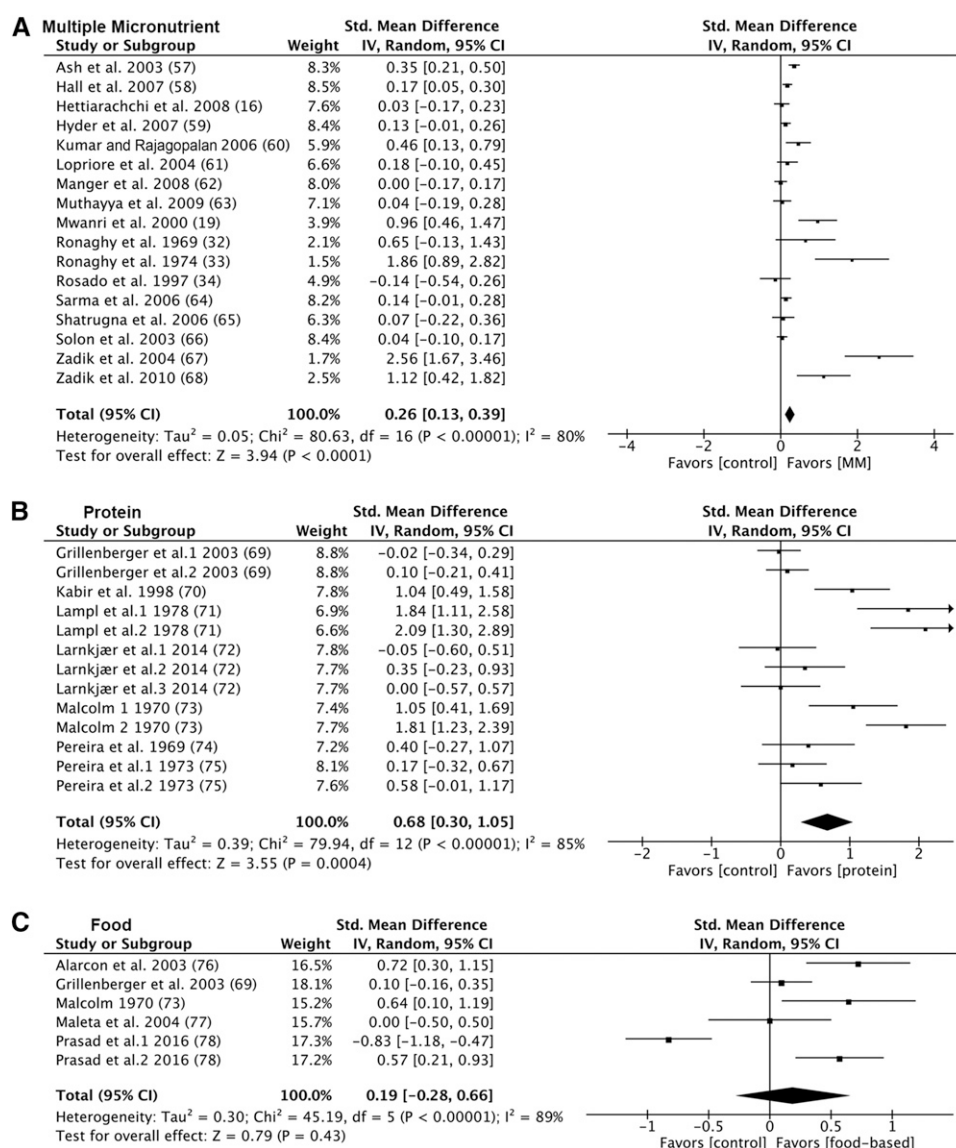 A Multiple Micronutrient Std. Mean Difference Std. Mean Difference
Study or Subgroup Weight IV, Random, 95% CI IV, Random, 95% CI
Ash et al. 2003 (57) 8.3% 0.35 [0.21, 0.50]
Hall et al. 2007 (58) 8.5% 0.17 [0.05, 0.30]
Hettiarachchi et al. 2008 (16) 7.6% 0.03 [−0.17, 0.23]
Hyder et al. 2007 (59) 8.4% 0.13 [−0.01, 0.26]
Kumar and Rajagopalan 2006 (60) 5.9% 0.46 [0.13, 0.79]
Lopriore et al. 2004 (61) 6.6% 0.18 [−0.10, 0.45]
Manger et al. 2008 (62) 8.0% 0.00 [−0.17, 0.17]
Muthayya et al. 2009 (63) 7.1% 0.04 [−0.19, 0.28]
Mwanri et al. 2000 (19) 3.9% 0.96 [0.46, 1.47]
Ronaghy et al. 1969 (32) 2.1% 0.65 [−0.13, 1.43]
Ronaghy et al. 1974 (33) 1.5% 1.86 [0.89, 2.82]
Rosado et al. 1997 (34) 4.9% −0.14 [−0.54, 0.26]
Sarma et al. 2006 (64) 8.2% 0.14 [−0.01, 0.28]
Shatrugna et al. 2006 (65) 6.3% 0.07 [−0.22, 0.36]
Solon et al. 2003 (66) 8.4% 0.04 [−0.10, 0.17]
Zadik et al. 2004 (67) 1.7% 2.56 [1.67, 3.46]
Zadik et al. 2010 (68) 2.5% 1.12 [0.42, 1.82]
Total (95% CI) 100.0% 0.26 [0.13, 0.39]
Heterogeneity: Tau² = 0.05; Chi² = 80.63, df = 16 (P < 0.00001); I² = 80%
Test for overall effect: Z = 3.94 (P < 0.0001)
−4 −2 0 2 4
Favors [control] Favors [MM]
B Protein Std. Mean Difference Std. Mean Difference
Study or Subgroup Weight IV, Random, 95% CI IV, Random, 95% CI
Grillenberger et al.1 2003 (69) 8.8% −0.02 [−0.34, 0.29]
Grillenberger et al.2 2003 (69) 8.8% 0.10 [−0.21, 0.41]
Kabir et al. 1998 (70) 7.8% 1.04 [0.49, 1.58]
Lampl et al.1 1978 (71) 6.9% 1.84 [1.11, 2.58]
Lampl et al.2 1978 (71) 6.6% 2.09 [1.30, 2.89]
Larnkjær et al.1 2014 (72) 7.8% −0.05 [−0.60, 0.51]
Larnkjær et al.2 2014 (72) 7.7% 0.35 [−0.23, 0.93]
Larnkjær et al.3 2014 (72) 7.7% 0.00 [−0.57, 0.57]
Malcolm 1 1970 (73) 7.4% 1.05 [0.41, 1.69]
Malcolm 2 1970 (73) 7.7% 1.81 [1.23, 2.39]
Pereira et al. 1969 (74) 7.2% 0.40 [−0.27, 1.07]
Pereira et al.1 1973 (75) 8.1% 0.17 [−0.32, 0.67]
Pereira et al.2 1973 (75) 7.6% 0.58 [−0.01, 1.17]
Total (95% CI) 100.0% 0.68 [0.30, 1.05]
Heterogeneity: Tau² = 0.39; Chi² = 79.94, df = 12 (P < 0.00001); I² = 85%
Test for overall effect: Z = 3.55 (P = 0.0004)
−2 −1 0 1 2
Favors [control] Favors [protein]
C Food Std. Mean Difference Std. Mean Difference
Study or Subgroup Weight IV, Random, 95% CI IV, Random, 95% CI
Alarcon et al. 2003 (76) 16.5% 0.72 [0.30, 1.15]
Grillenberger et al. 2003 (69) 18.1% 0.10 [−0.16, 0.35]
Malcolm 1970 (73) 15.2% 0.64 [0.10, 1.19]
Maleta et al. 2004 (77) 15.7% 0.00 [−0.50, 0.50]
Prasad et al.1 2016 (78) 17.3% −0.83 [−1.18, −0.47]
Prasad et al.2 2016 (78) 17.2% 0.57 [0.21, 0.93]
Total (95% CI) 100.0% 0.19 [−0.28, 0.66]
Heterogeneity: Tau² = 0.30; Chi² = 45.19, df = 5 (P < 0.00001); I² = 89%
Test for overall effect: Z = 0.79 (P = 0.43)
−1 −0.5 0 0.5 1
Favors [control] Favors [food-based]